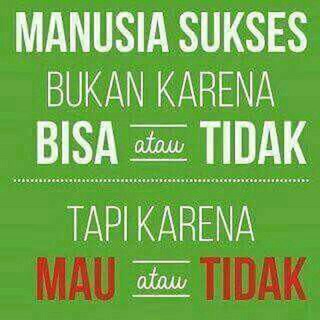 MANUSIA SUKSES
BUKAN KARENA
BISA atau TIDAK
TAPI KARENA
MAU atau TIDAK